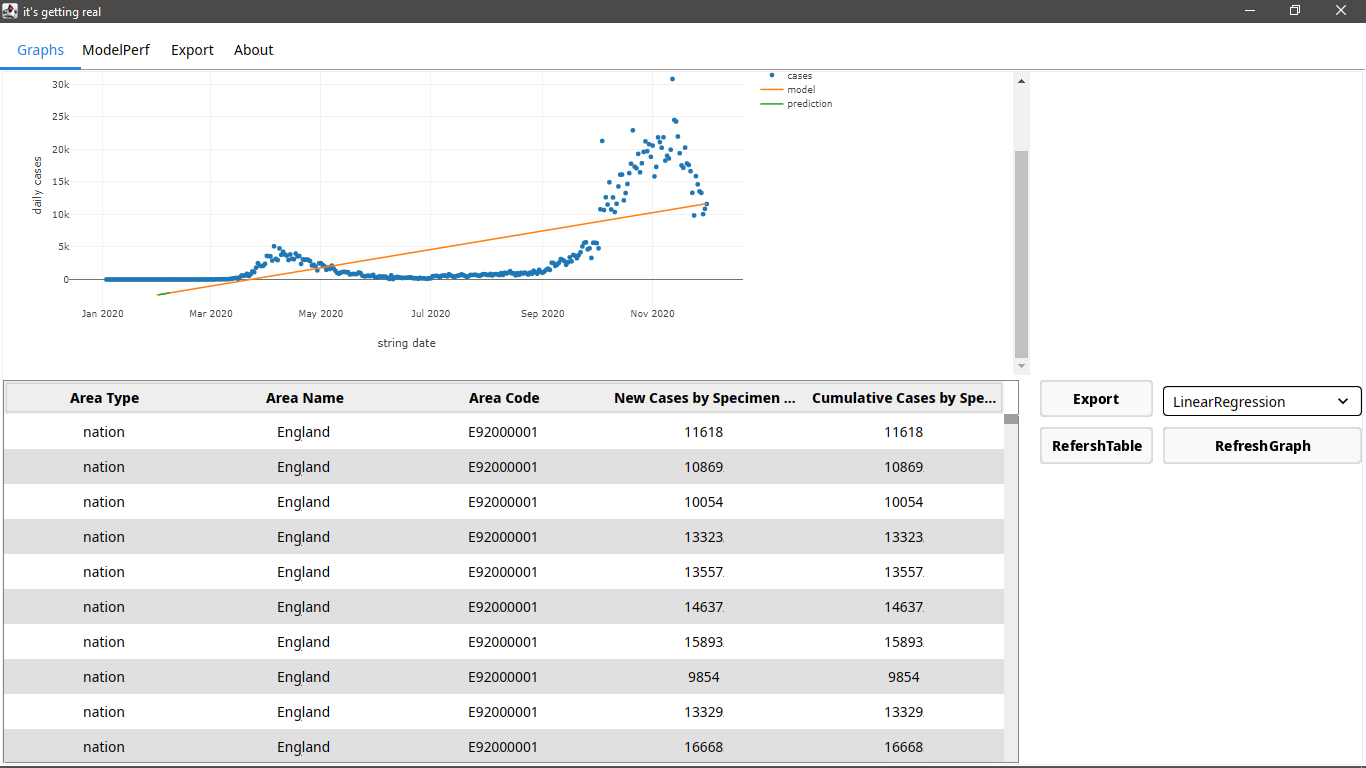 it's getting real
Graphs ModelPerf Export About
30k
25k
20k
15k
10k
5k
0
daily cases
Jan 2020 Mar 2020 May 2020 Jul 2020 Sep 2020 Nov 2020
string date
cases
model
prediction
Area Type Area Name Area Code New Cases by Specimen ... Cumulative Cases by Spe...
nation England E92000001 11618 11618
nation England E92000001 10869 10869
nation England E92000001 10054 10054
nation England E92000001 13323 13323
nation England E92000001 13557 13557
nation England E92000001 14637 14637
nation England E92000001 15893 15893
nation England E92000001 9854 9854
nation England E92000001 13329 13329
nation England E92000001 16668 16668
Export LinearRegression
RefershTable RefreshGraph